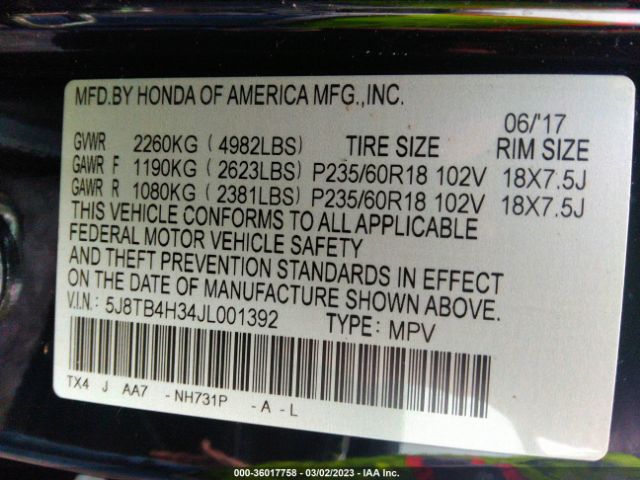 MFD.BY HONDA OF AMERICA MFG.,INC.
06/'17
GVWR 2260KG ( 4982LBS) TIRE SIZE RIM SIZE
GAWR F 1190KG ( 2623LBS) P235/60R18 102V 18X7.5J
GAWR R 1080KG ( 2381LBS) P235/60R18 102V 18X7.5J
THIS VEHICLE CONFORMS TO ALL APPLICABLE
FEDERAL MOTOR VEHICLE SAFETY
AND THEFT PREVENTION STANDARDS IN EFFECT
ON THE DATE OF MANUFACTURE SHOWN ABOVE.
V.I.N.: 5J8TB4H34JL001392 TYPE: MPV
TX4 J AA7 - NH731P - A - L
000-36017758 - 03/02/2023 - IAA Inc.